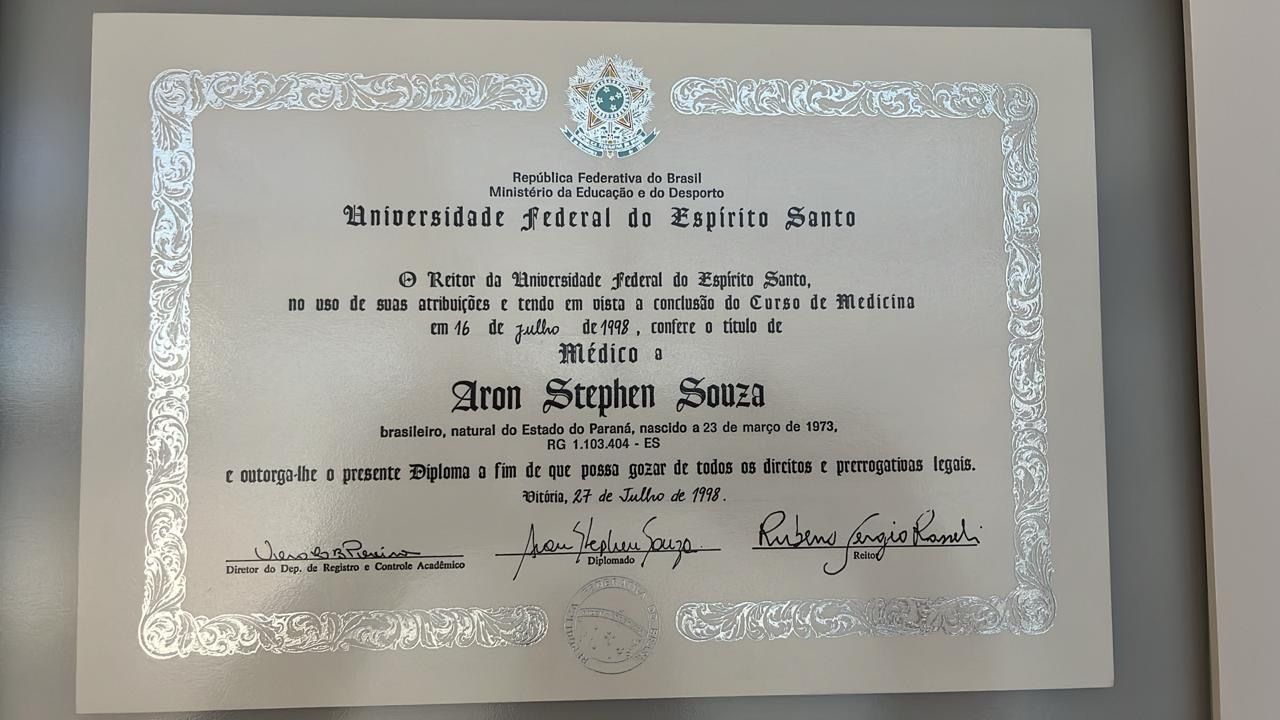 República Federativa do Brasil
Ministério da Educação e do Desporto
Universidade Federal do Espírito Santo
O Reitor da Universidade Federal do Espírito Santo,
no uso de suas atribuições e tendo em vista a conclusão do Curso de Medicina
em 16 de julho de 1998, confere o título de
Médico a
Aron Stephen Souza
brasileiro, natural do Estado do Paraná, nascido a 23 de março de 1973,
RG 1.103.404 - ES
e outorga-lhe o presente Diploma a fim de que possa gozar de todos os direitos e prerrogativas legais.
Vitória, 27 de Julho de 1998.
Aron Stephen Souza
Rubens Sergio Rasseli
Diretor do Dep. de Registro e Controle Acadêmico
Diplomado
Reitor
REPÚBLICA FEDERATIVA DO BRASIL